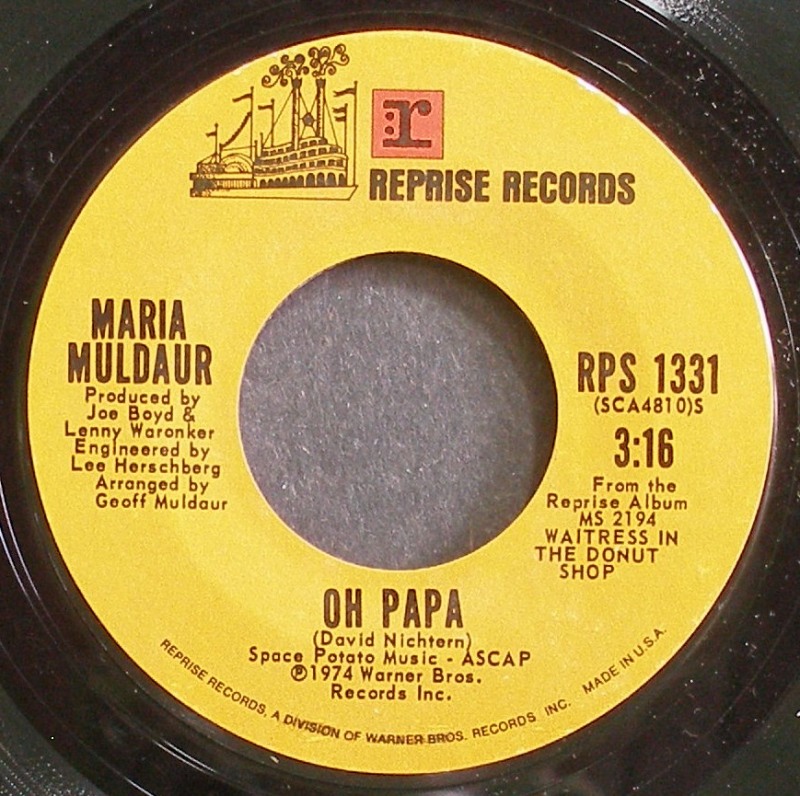 r
REPRISE RECORDS
MARIA
MULDAUR
Produced by
Joe Boyd &
Lenny Waronker
Engineered by
Lee Herschberg
Arranged by
Geoff Muldaur
RPS 1331
(SCA4810)S
3:16
From the
Reprise Album
MS 2194
WAITRESS IN
THE DONUT
SHOP
OH PAPA
(David Nichtern)
Space Potato Music - ASCAP
℗1974 Warner Bros.
Records Inc.
REPRISE RECORDS, A DIVISION OF WARNER BROS. RECORDS INC. MADE IN U.S.A.